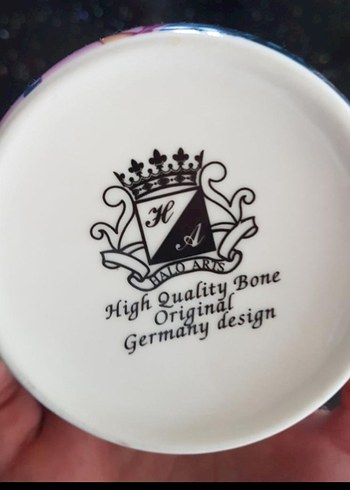 H
A
HALO ARTS
High Quality Bone
Original
Germany design